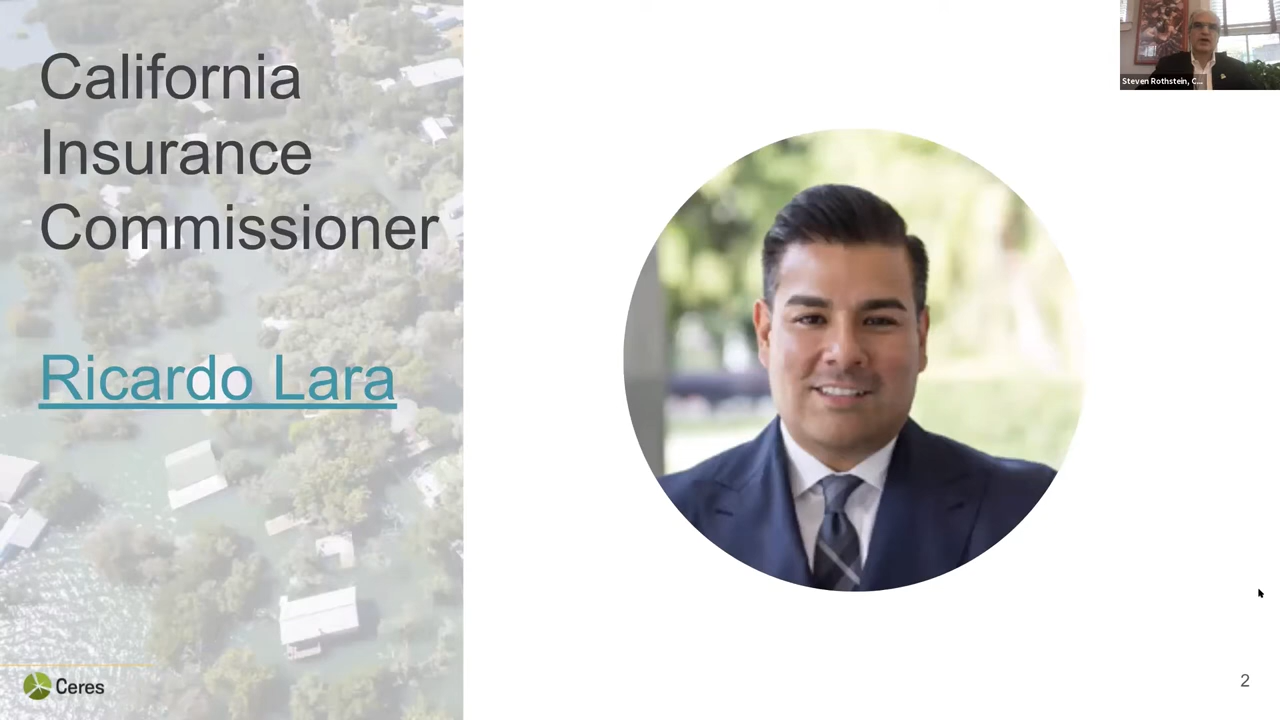 California
Insurance
Commissioner
Ricardo Lara
Steven Rothstein, C...
Ceres
2